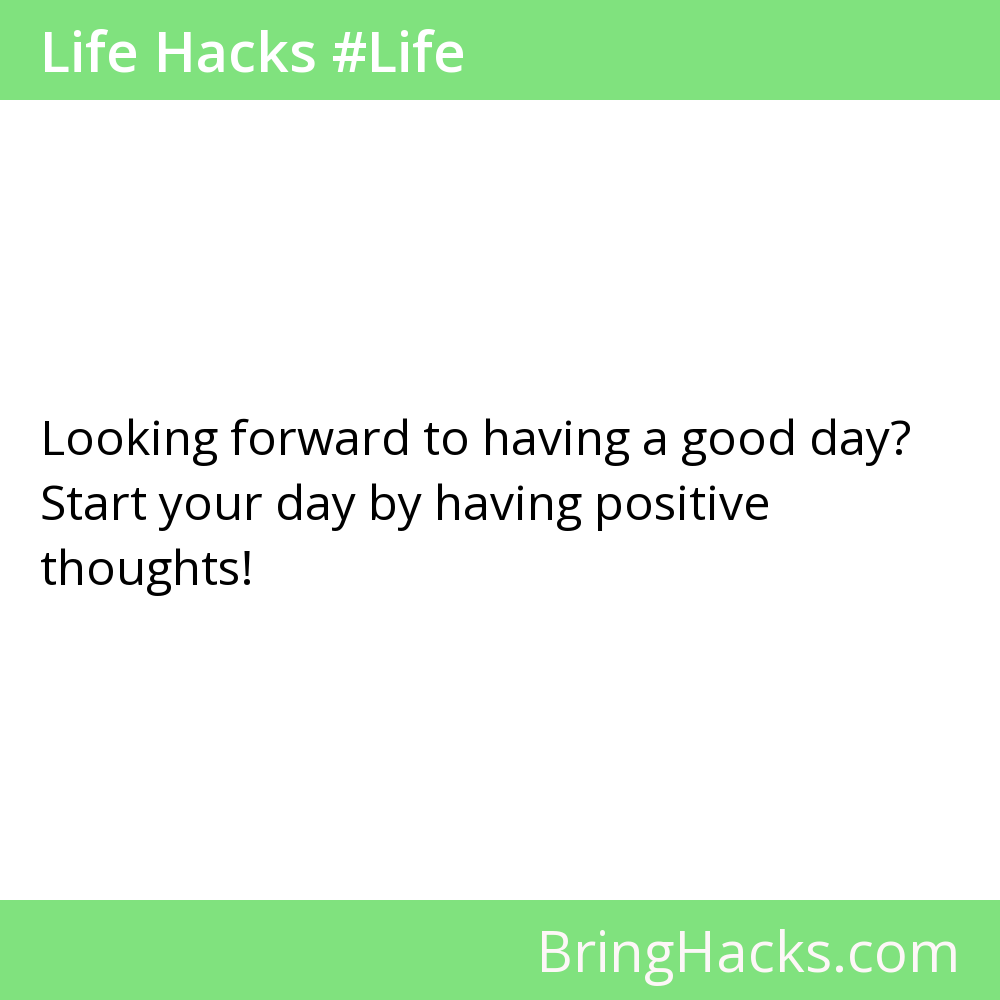 Life Hacks #Life
Looking forward to having a good day?
Start your day by having positive
thoughts!
BringHacks.com